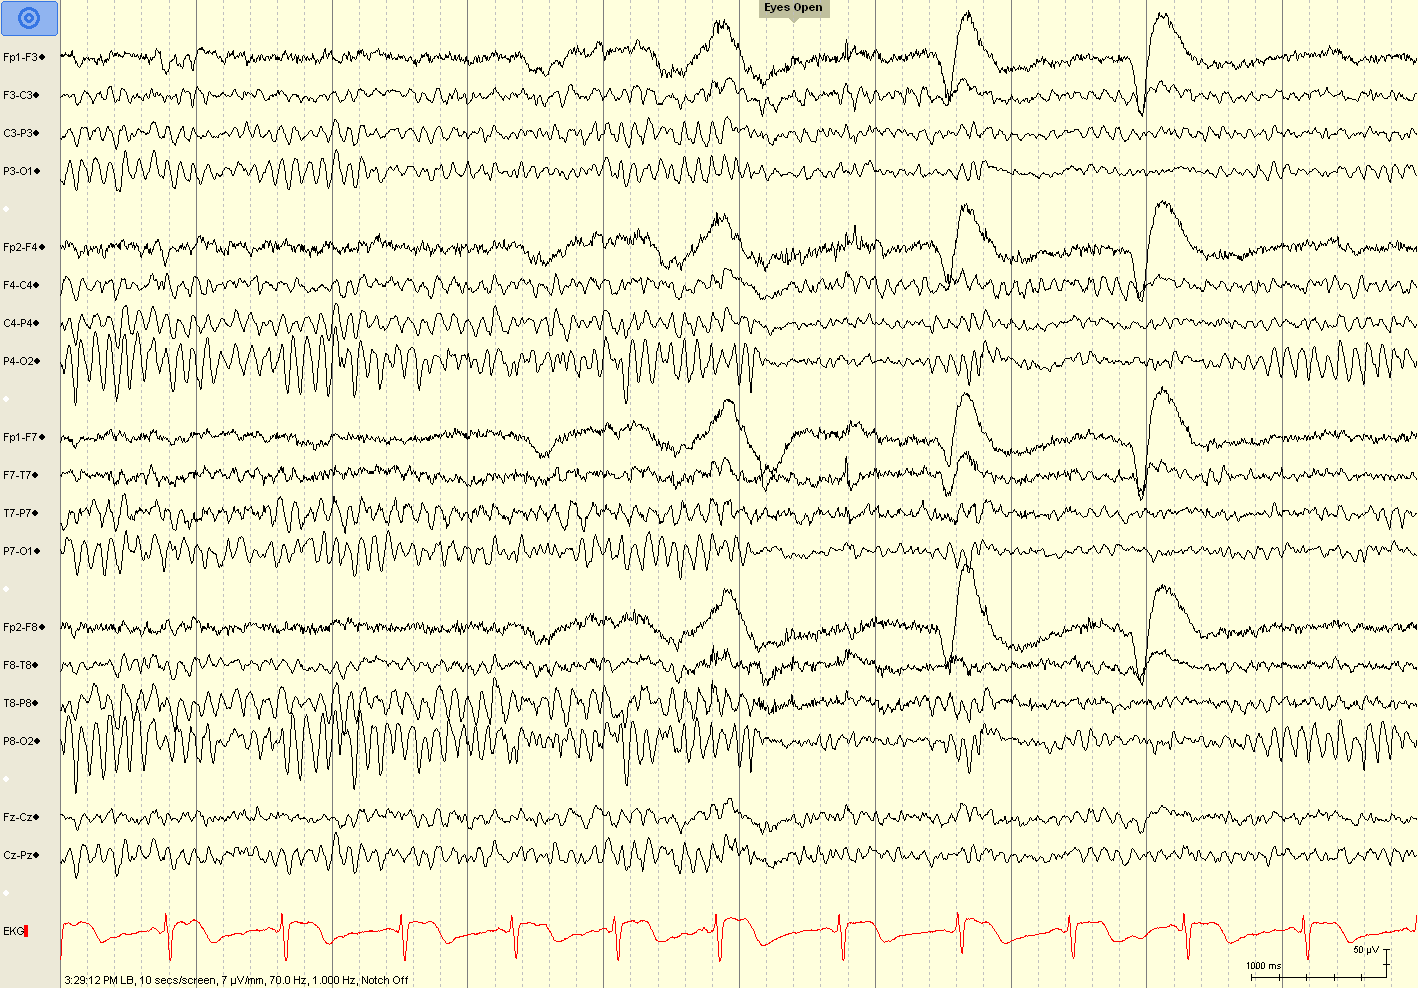 Eyes Open
Fp1-F3
F3-C3
C3-P3
P3-O1
Fp2-F4
F4-C4
C4-P4
P4-O2
Fp1-F7
F7-T7
T7-P7
P7-O1
Fp2-F8
F8-T8
T8-P8
P8-O2
Fz-Cz
Cz-Pz
EKG
50 µV
1000 ms
3:29:12 PM LB, 10 secs/screen, 7 µV/mm, 70.0 Hz, 1.000 Hz, Notch Off